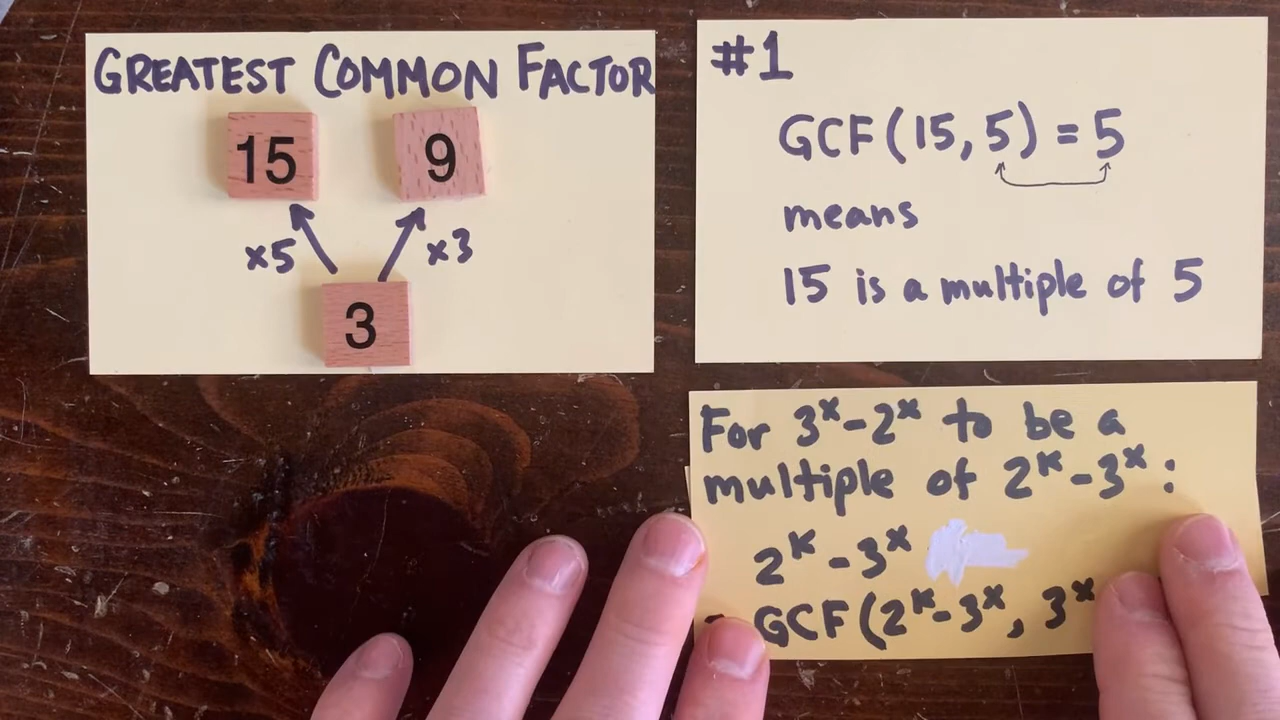 GREATEST COMMON FACTOR
15 9
×5 ×3
3
#1
GCF(15,5) = 5
means
15 is a multiple of 5
For 3ˣ-2ˣ to be a
multiple of 2ᴷ-3ˣ:
2ᴷ-3ˣ
GCF(2ᴷ-3ˣ, 3ˣ